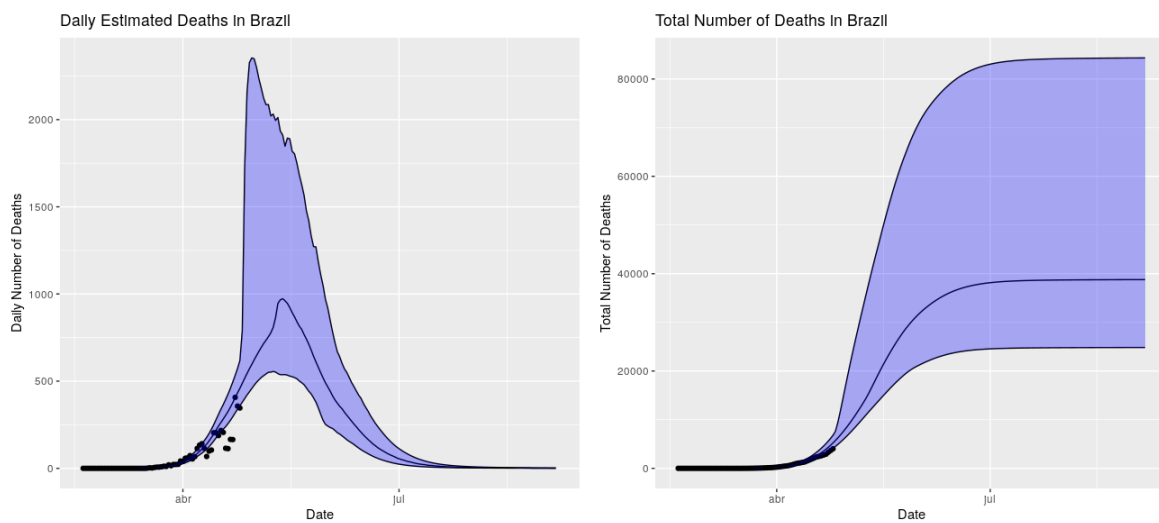 Daily Estimated Deaths in Brazil
Daily Number of Deaths
2000
1500
1000
500
0
abr
jul
Date
Total Number of Deaths in Brazil
Total Number of Deaths
80000
60000
40000
20000
0
abr
jul
Date